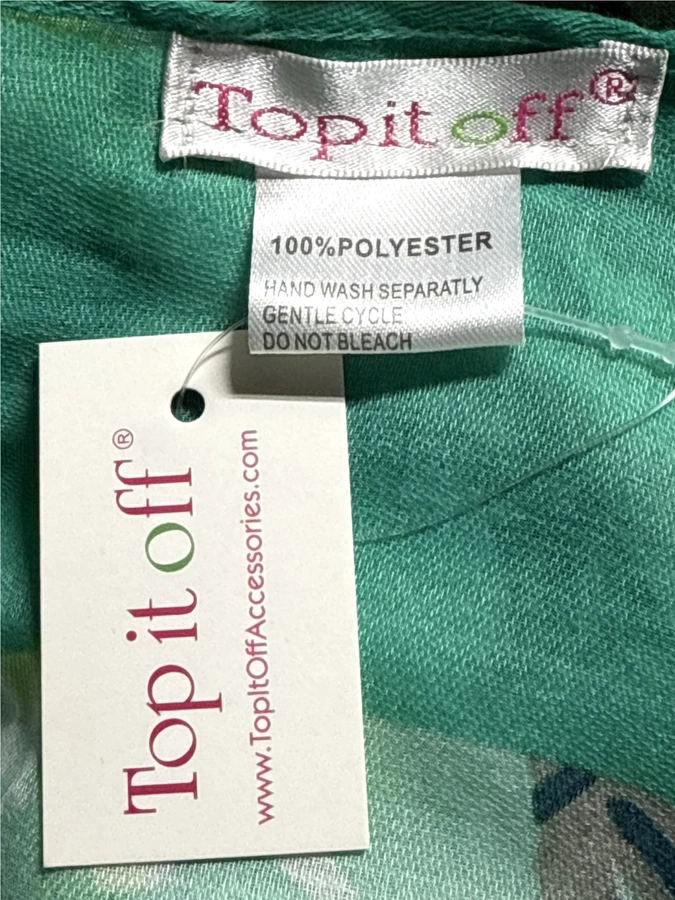 Top it off®
100%POLYESTER
HAND WASH SEPARATLY
GENTLE CYCLE
DO NOT BLEACH
Top it off®
www.TopItOffAccessories.com